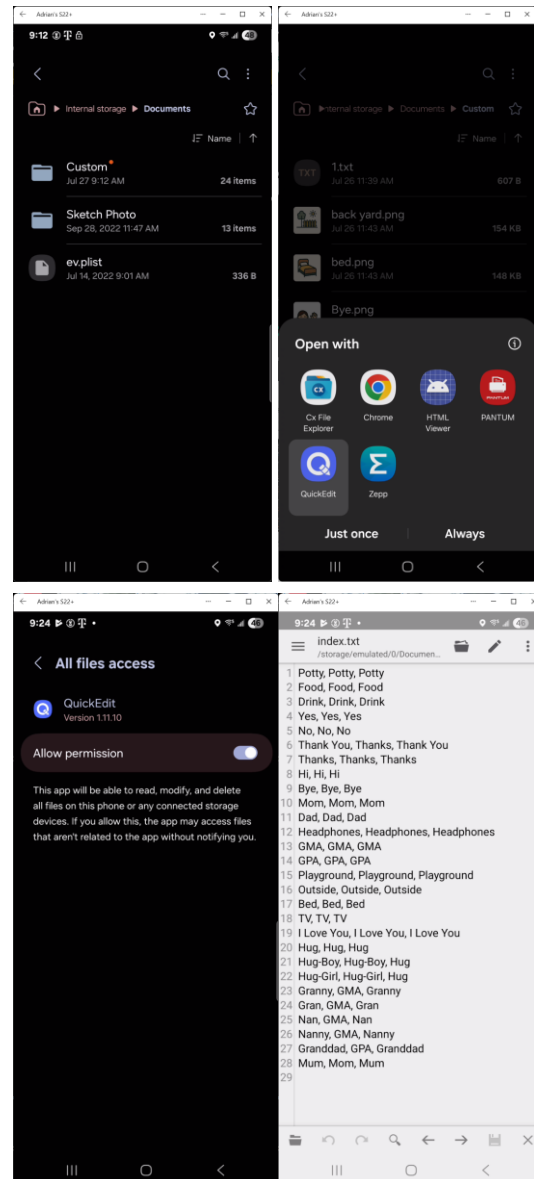 Adrian's S22+
9:12
48
Internal storage ▶ Documents
Name
Custom
Jul 27 9:12 AM
24 items
Sketch Photo
Sep 28, 2022 11:47 AM
13 items
ev.plist
Jul 14, 2022 9:01 AM
336 B
Adrian's S22+
Internal storage ▶ Documents ▶ Custom
Name
TXT
1.txt
Jul 26 11:39 AM
607 B
back yard.png
Jul 26 11:43 AM
154 KB
bed.png
Jul 26 11:43 AM
148 KB
Bye.png
Open with
Cx File Explorer
Chrome
HTML Viewer
PANTUM
QuickEdit
Zepp
Just once
Always
Adrian's S22+
9:24
48
All files access
QuickEdit
Version 1.11.10
Allow permission
This app will be able to read, modify, and delete
all files on this phone or any connected storage
devices. If you allow this, the app may access files
that aren't related to the app without notifying you.
Adrian's S22+
9:24
48
index.txt
/storage/emulated/0/Documen...
1 Potty, Potty, Potty
2 Food, Food, Food
3 Drink, Drink, Drink
4 Yes, Yes, Yes
5 No, No, No
6 Thank You, Thanks, Thank You
7 Thanks, Thanks, Thanks
8 Hi, Hi, Hi
9 Bye, Bye, Bye
10 Mom, Mom, Mom
11 Dad, Dad, Dad
12 Headphones, Headphones, Headphones
13 GMA, GMA, GMA
14 GPA, GPA, GPA
15 Playground, Playground, Playground
16 Outside, Outside, Outside
17 Bed, Bed, Bed
18 TV, TV, TV
19 I Love You, I Love You, I Love You
20 Hug, Hug, Hug
21 Hug-Boy, Hug-Boy, Hug
22 Hug-Girl, Hug-Girl, Hug
23 Granny, GMA, Granny
24 Gran, GMA, Gran
25 Nan, GMA, Nan
26 Nanny, GMA, Nanny
27 Granddad, GPA, Granddad
28 Mum, Mom, Mum
29